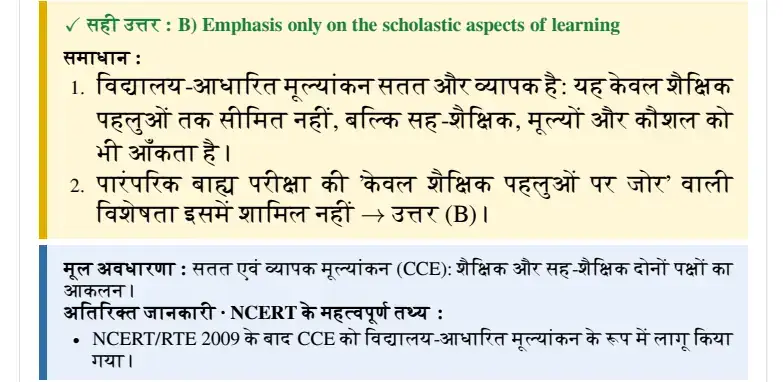 ✓ सही उत्तर : B) Emphasis only on the scholastic aspects of learning
समाधान :
1. विद्यालय-आधारित मूल्यांकन सतत और व्यापक है: यह केवल शैक्षिक
पहलुओं तक सीमित नहीं, बल्कि सह-शैक्षिक, मूल्यों और कौशल को
भी आँकता है।
2. पारंपरिक बाह्य परीक्षा की 'केवल शैक्षिक पहलुओं पर जोर' वाली
विशेषता इसमें शामिल नहीं → उत्तर (B)।
मूल अवधारणा : सतत एवं व्यापक मूल्यांकन (CCE): शैक्षिक और सह-शैक्षिक दोनों पक्षों का
आकलन।
अतिरिक्त जानकारी · NCERT के महत्वपूर्ण तथ्य :
• NCERT/RTE 2009 के बाद CCE को विद्यालय-आधारित मूल्यांकन के रूप में लागू किया
गया।